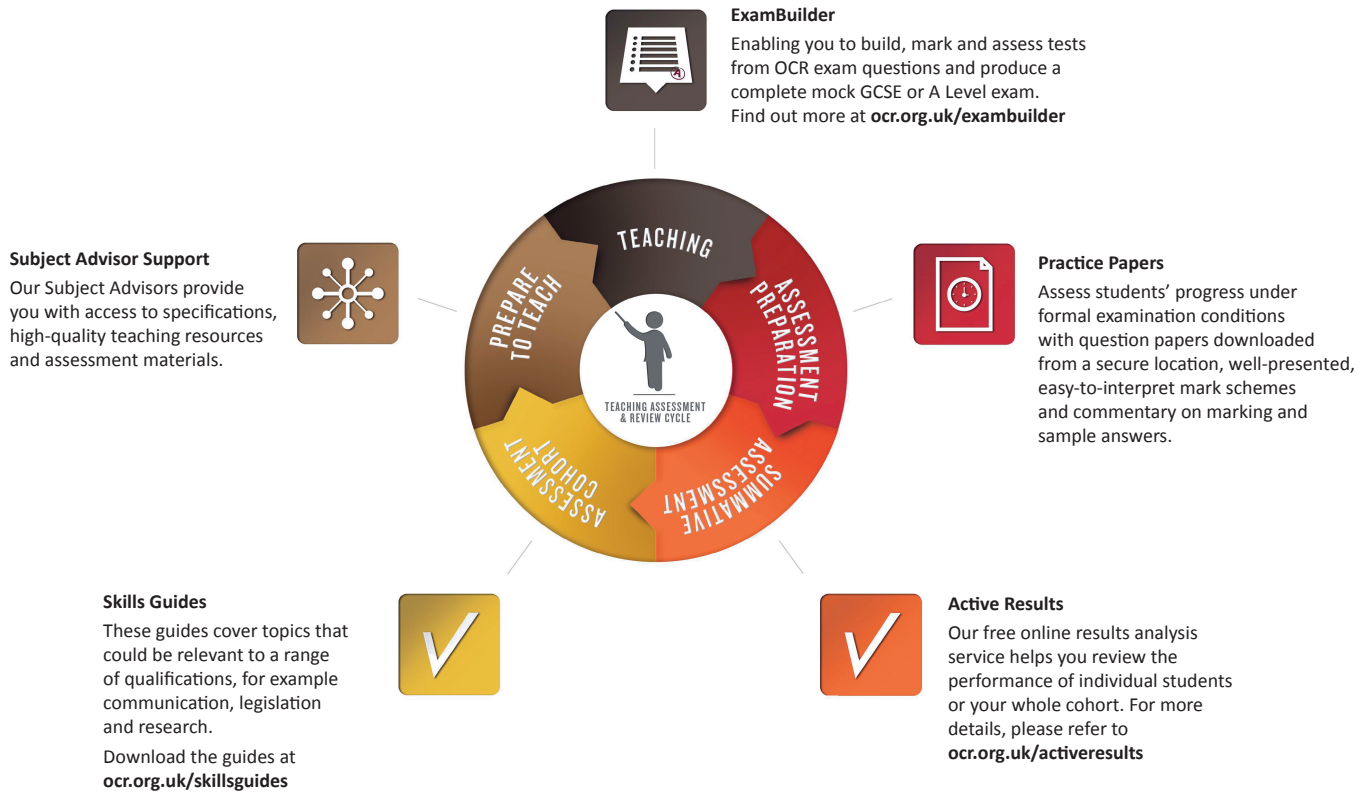 ExamBuilder
Enabling you to build, mark and assess tests
from OCR exam questions and produce a
complete mock GCSE or A Level exam.
Find out more at ocr.org.uk/exambuilder
Subject Advisor Support
Our Subject Advisors provide
you with access to specifications,
high-quality teaching resources
and assessment materials.
TEACHING
PREPARE
TO TEACH
ASSESSMENT
PREPARATION
TEACHING ASSESSMENT
& REVIEW CYCLE
ASSESSMENT
COHORT
SUMMATIVE
ASSESSMENT
Practice Papers
Assess students’ progress under
formal examination conditions
with question papers downloaded
from a secure location, well-presented,
easy-to-interpret mark schemes
and commentary on marking and
sample answers.
Skills Guides
These guides cover topics that
could be relevant to a range
of qualifications, for example
communication, legislation
and research.
Download the guides at
ocr.org.uk/skillsguides
Active Results
Our free online results analysis
service helps you review the
performance of individual students
or your whole cohort. For more
details, please refer to
ocr.org.uk/activeresults